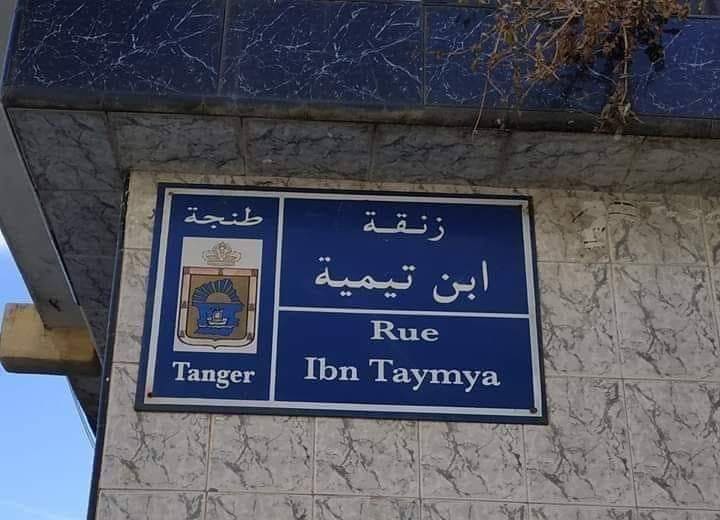 طنجة
زنقة
ابن تيمية
Tanger
Rue
Ibn Taymya